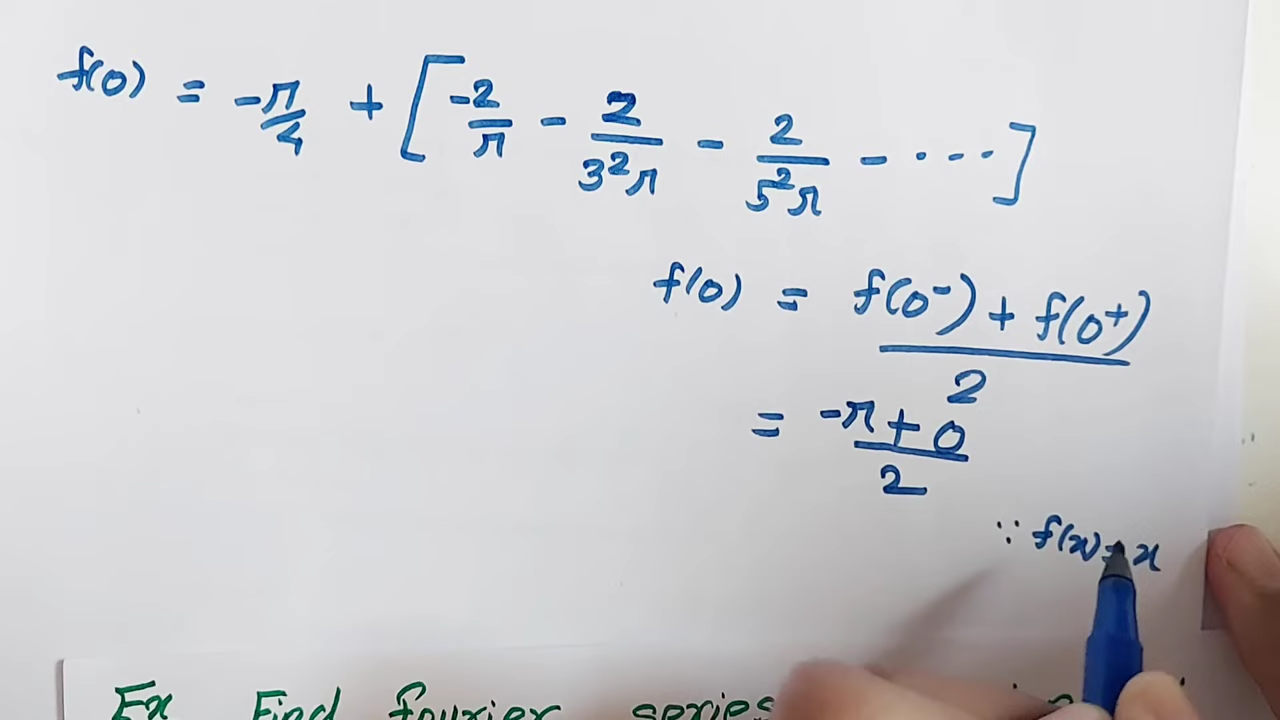 f(0) = -π/4 + [-2/π - 2/3²π - 2/5²π - ....]
f(0) = f(0⁻) + f(0⁺) / 2
= -π + 0 / 2
∵ f(x) = x
Ex Find fourier series